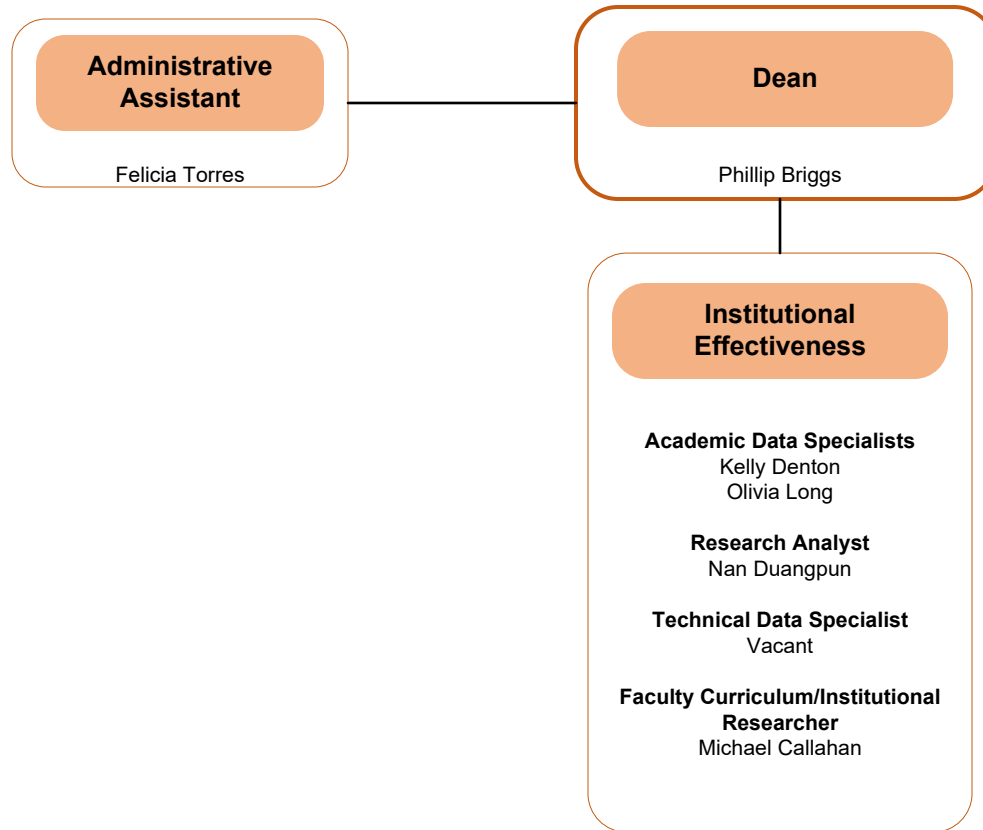 Administrative
Assistant
Felicia Torres
Dean
Phillip Briggs
Institutional
Effectiveness
Academic Data Specialists
Kelly Denton
Olivia Long
Research Analyst
Nan Duangpun
Technical Data Specialist
Vacant
Faculty Curriculum/Institutional
Researcher
Michael Callahan